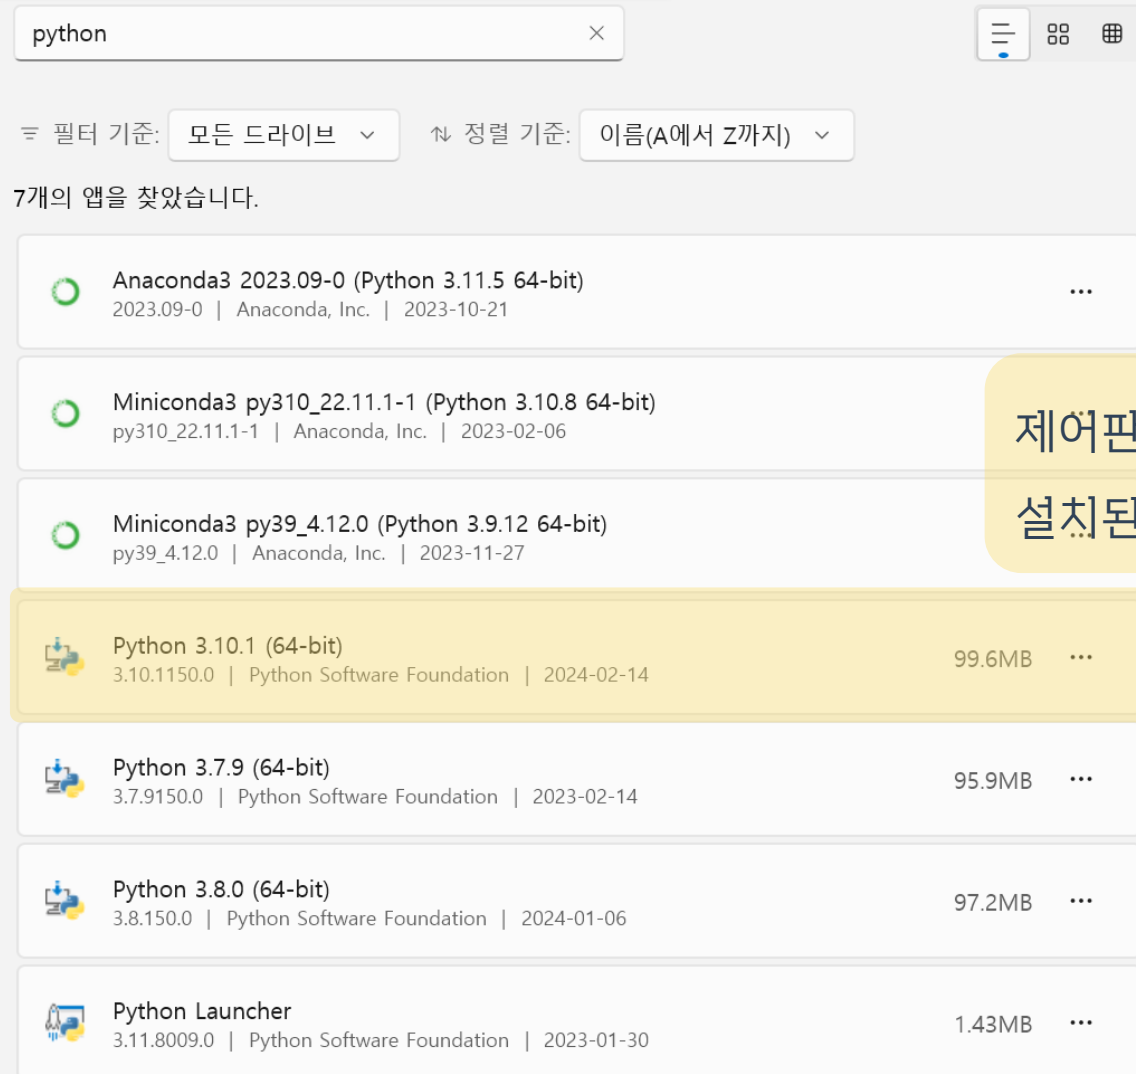 python
필터 기준: 모든 드라이브 정렬 기준: 이름(A에서 Z까지)
7개의 앱을 찾았습니다.
Anaconda3 2023.09-0 (Python 3.11.5 64-bit)
2023.09-0 | Anaconda, Inc. | 2023-10-21
Miniconda3 py310_22.11.1-1 (Python 3.10.8 64-bit)
py310_22.11.1-1 | Anaconda, Inc. | 2023-02-06
제어판
Miniconda3 py39_4.12.0 (Python 3.9.12 64-bit)
py39_4.12.0 | Anaconda, Inc. | 2023-11-27
설치된
Python 3.10.1 (64-bit)
3.10.1150.0 | Python Software Foundation | 2024-02-14
99.6MB
Python 3.7.9 (64-bit)
3.7.9150.0 | Python Software Foundation | 2023-02-14
95.9MB
Python 3.8.0 (64-bit)
3.8.150.0 | Python Software Foundation | 2024-01-06
97.2MB
Python Launcher
3.11.8009.0 | Python Software Foundation | 2023-01-30
1.43MB